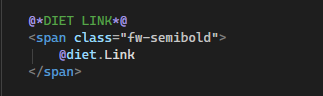 @*DIET LINK*@
<span class="fw-semibold">
@diet.Link
</span>